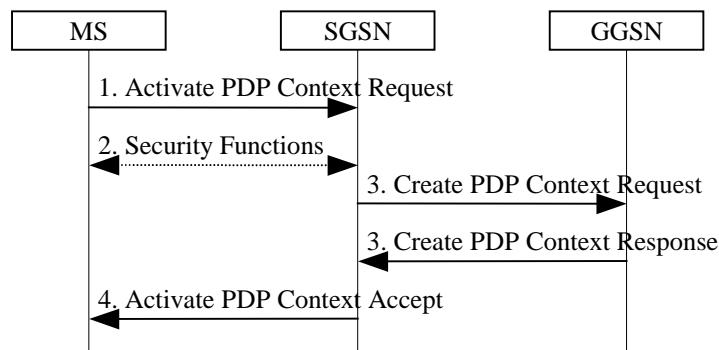 MS SGSN GGSN
1. Activate PDP Context Request
2. Security Functions
3. Create PDP Context Request
3. Create PDP Context Response
4. Activate PDP Context Accept